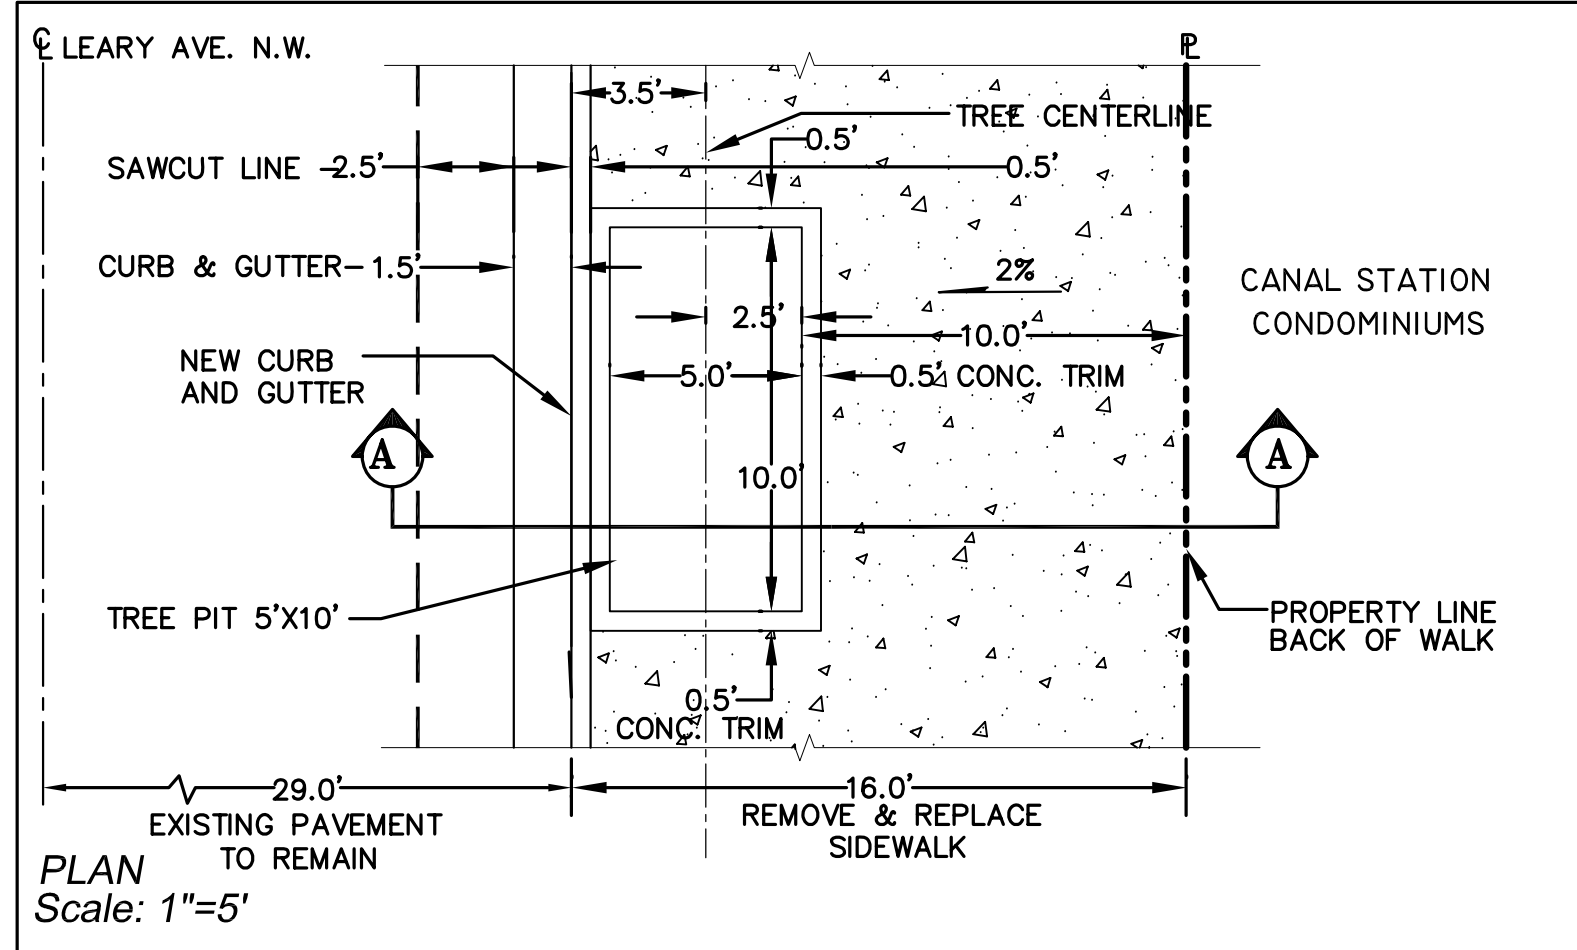 ℄ LEARY AVE. N.W.
℄
3.5'
TREE CENTERLINE
0.5'
SAWCUT LINE 2.5'
0.5'
CURB & GUTTER 1.5'
2%
CANAL STATION
CONDOMINIUMS
2.5'
10.0'
NEW CURB
AND GUTTER
5.0'
0.5' CONC. TRIM
A
A
10.0'
TREE PIT 5'X10'
PROPERTY LINE
BACK OF WALK
0.5'
CONC. TRIM
29.0'
16.0'
EXISTING PAVEMENT
TO REMAIN
REMOVE & REPLACE
SIDEWALK
PLAN
Scale: 1"=5'